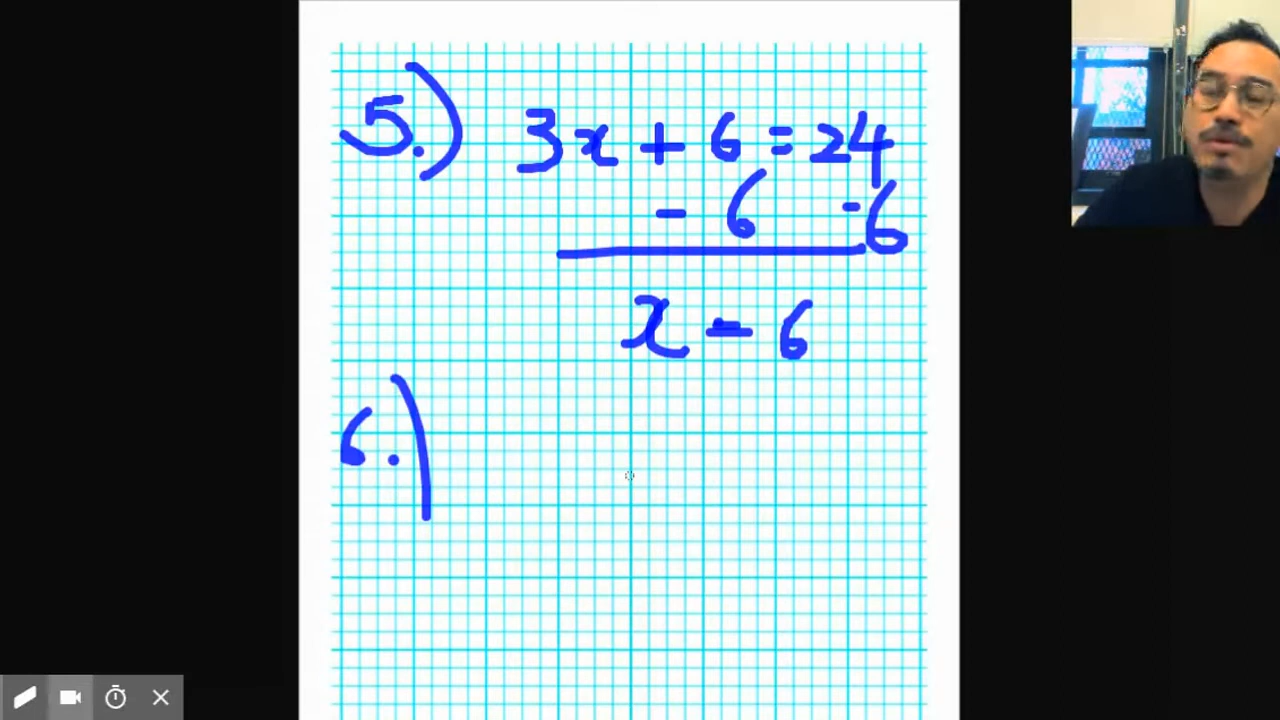 5.) 3x + 6 = 24
- 6 -6
x = 6
6.)